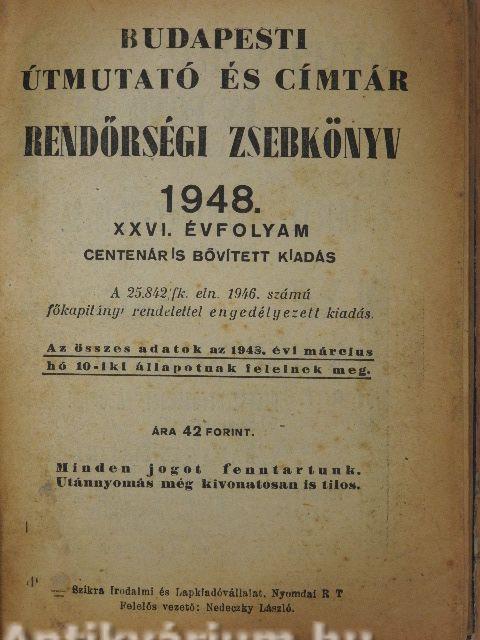 BUDAPESTI
ÚTMUTATÓ ÉS CÍMTÁR
RENDŐRSÉGI ZSEBKÖNYV
1948.
XXVI. ÉVFOLYAM
CENTENÁRIS BŐVÍTETT KIADÁS
A 25.842/fk. eln. 1946. számú
főkapitányi rendelettel engedélyezett kiadás.
Az összes adatok az 1948. évi március
hó 10-iki állapotnak felelnek meg.
ÁRA 42 FORINT.
Minden jogot fenntartunk.
Utánnyomás még kivonatosan is tilos.
Szikra Irodalmi és Lapkiadóvállalat. Nyomdai R T
Felelős vezető: Nedeczky László.
Antikvárium.hu